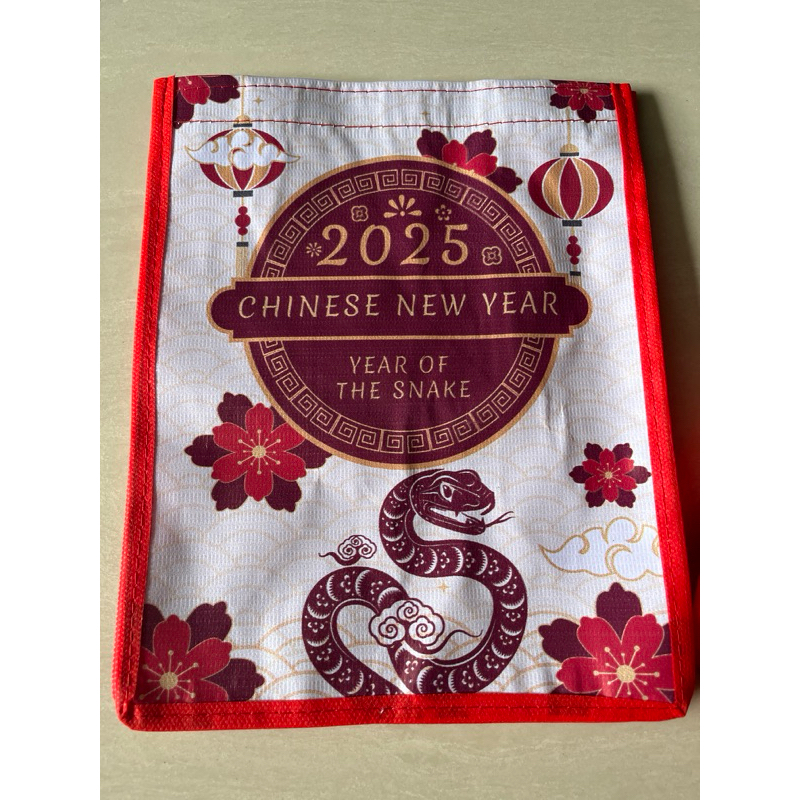 2025
CHINESE NEW YEAR
YEAR OF
THE SNAKE